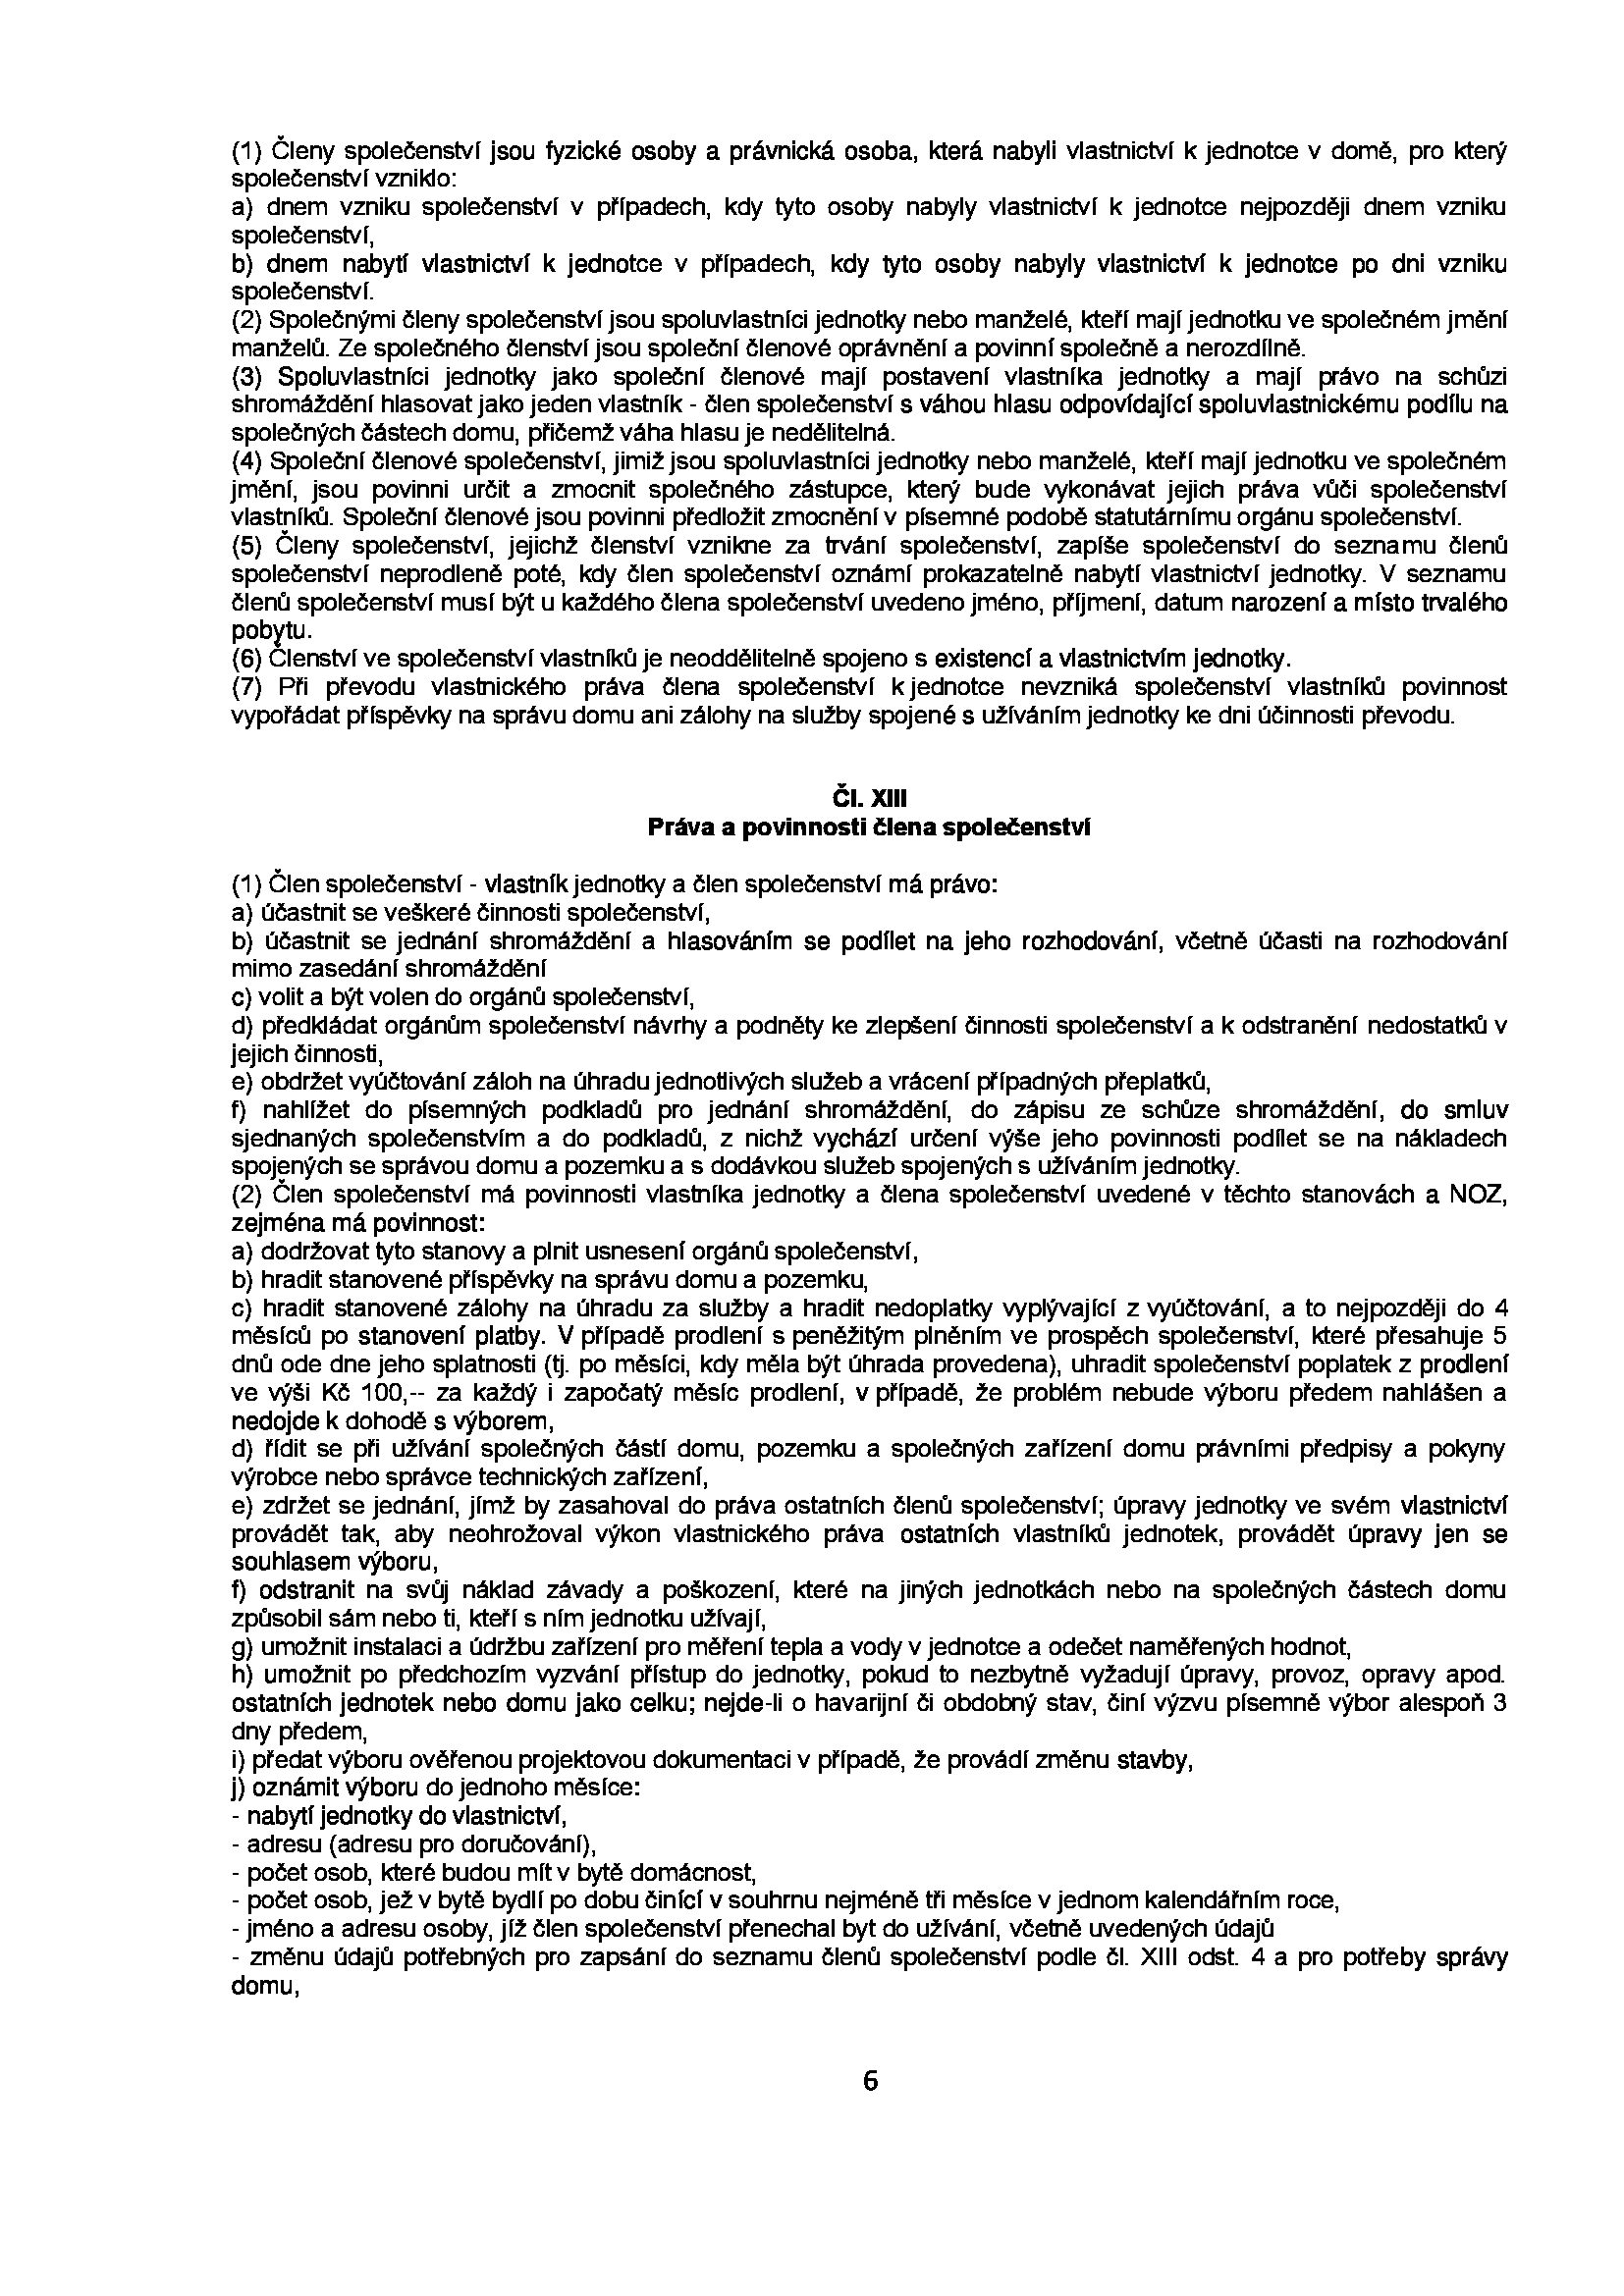 (1) Členy společenství jsou fyzické osoby a právnická osoba, která nabyli vlastnictví k jednotce v domě, pro který
společenství vzniklo:
a) dnem vzniku společenství v případech, kdy tyto osoby nabyly vlastnictví k jednotce nejpozději dnem vzniku
společenství,
b) dnem nabytí vlastnictví k jednotce v případech, kdy tyto osoby nabyly vlastnictví k jednotce po dni vzniku
společenství.
(2) Společnými členy společenství jsou spoluvlastníci jednotky nebo manželé, kteří mají jednotku ve společném jmění
manželů. Ze společného členství jsou společní členové oprávnění a povinní společně a nerozdílně.
(3) Spoluvlastníci jednotky jako společní členové mají postavení vlastníka jednotky a mají právo na schůzi
shromáždění hlasovat jako jeden vlastník - člen společenství s váhou hlasu odpovídající spoluvlastnickému podílu na
společných částech domu, přičemž váha hlasu je nedělitelná.
(4) Společní členové společenství, jimiž jsou spoluvlastníci jednotky nebo manželé, kteří mají jednotku ve společném
jmění, jsou povinni určit a zmocnit společného zástupce, který bude vykonávat jejich práva vůči společenství
vlastníků. Společní členové jsou povinni předložit zmocnění v písemné podobě statutárnímu orgánu společenství.
(5) Členy společenství, jejichž členství vznikne za trvání společenství, zapíše společenství do seznamu členů
společenství neprodleně poté, kdy člen společenství oznámí prokazatelně nabytí vlastnictví jednotky. V seznamu
členů společenství musí být u každého člena společenství uvedeno jméno, příjmení, datum narození a místo trvalého
pobytu.
(6) Členství ve společenství vlastníků je neoddělitelně spojeno s existencí a vlastnictvím jednotky.
(7) Při převodu vlastnického práva člena společenství k jednotce nevzniká společenství vlastníků povinnost
vypořádat příspěvky na správu domu ani zálohy na služby spojené s užíváním jednotky ke dni účinnosti převodu.
Čl. XIII
Práva a povinnosti člena společenství
(1) Člen společenství - vlastník jednotky a člen společenství má právo:
a) účastnit se veškeré činnosti společenství,
b) účastnit se jednání shromáždění a hlasováním se podílet na jeho rozhodování, včetně účasti na rozhodování
mimo zasedání shromáždění
c) volit a být volen do orgánů společenství,
d) předkládat orgánům společenství návrhy a podněty ke zlepšení činnosti společenství a k odstranění nedostatků v
jejich činnosti,
e) obdržet vyúčtování záloh na úhradu jednotlivých služeb a vrácení případných přeplatků,
f) nahlížet do písemných podkladů pro jednání shromáždění, do zápisu ze schůze shromáždění, do smluv
sjednaných společenstvím a do podkladů, z nichž vychází určení výše jeho povinnosti podílet se na nákladech
spojených se správou domu a pozemku a s dodávkou služeb spojených s užíváním jednotky.
(2) Člen společenství má povinnosti vlastníka jednotky a člena společenství uvedené v těchto stanovách a NOZ,
zejména má povinnost:
a) dodržovat tyto stanovy a plnit usnesení orgánů společenství,
b) hradit stanovené příspěvky na správu domu a pozemku,
c) hradit stanovené zálohy na úhradu za služby a hradit nedoplatky vyplývající z vyúčtování, a to nejpozději do 4
měsíců po stanovení platby. V případě prodlení s peněžitým plněním ve prospěch společenství, které přesahuje 5
dnů ode dne jeho splatnosti (tj. po měsíci, kdy měla být úhrada provedena), uhradit společenství poplatek z prodlení
ve výši Kč 100,-- za každý i započatý měsíc prodlení, v případě, že problém nebude výboru předem nahlášen a
nedojde k dohodě s výborem,
d) řídit se při užívání společných částí domu, pozemku a společných zařízení domu právními předpisy a pokyny
výrobce nebo správce technických zařízení,
e) zdržet se jednání, jímž by zasahoval do práva ostatních členů společenství; úpravy jednotky ve svém vlastnictví
provádět tak, aby neohrožoval výkon vlastnického práva ostatních vlastníků jednotek, provádět úpravy jen se
souhlasem výboru,
f) odstranit na svůj náklad závady a poškození, které na jiných jednotkách nebo na společných částech domu
způsobil sám nebo ti, kteří s ním jednotku užívají,
g) umožnit instalaci a údržbu zařízení pro měření tepla a vody v jednotce a odečet naměřených hodnot,
h) umožnit po předchozím vyzvání přístup do jednotky, pokud to nezbytně vyžadují úpravy, provoz, opravy apod.
ostatních jednotek nebo domu jako celku; nejde-li o havarijní či obdobný stav, činí výzvu písemně výbor alespoň 3
dny předem,
i) předat výboru ověřenou projektovou dokumentaci v případě, že provádí změnu stavby,
j) oznámit výboru do jednoho měsíce:
- nabytí jednotky do vlastnictví,
- adresu (adresu pro doručování),
- počet osob, které budou mít v bytě domácnost,
- počet osob, jež v bytě bydlí po dobu činící v souhrnu nejméně tři měsíce v jednom kalendářním roce,
- jméno a adresu osoby, jíž člen společenství přenechal byt do užívání, včetně uvedených údajů
- změnu údajů potřebných pro zapsání do seznamu členů společenství podle čl. XIII odst. 4 a pro potřeby správy
domu,
6